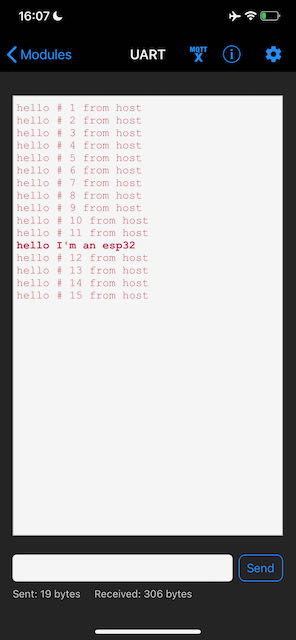 16:07
Modules
UART
MQTT
X
i
hello # 1 from host
hello # 2 from host
hello # 3 from host
hello # 4 from host
hello # 5 from host
hello # 6 from host
hello # 7 from host
hello # 8 from host
hello # 9 from host
hello # 10 from host
hello # 11 from host
hello I'm an esp32
hello # 12 from host
hello # 13 from host
hello # 14 from host
hello # 15 from host
Send
Sent: 19 bytes Received: 306 bytes